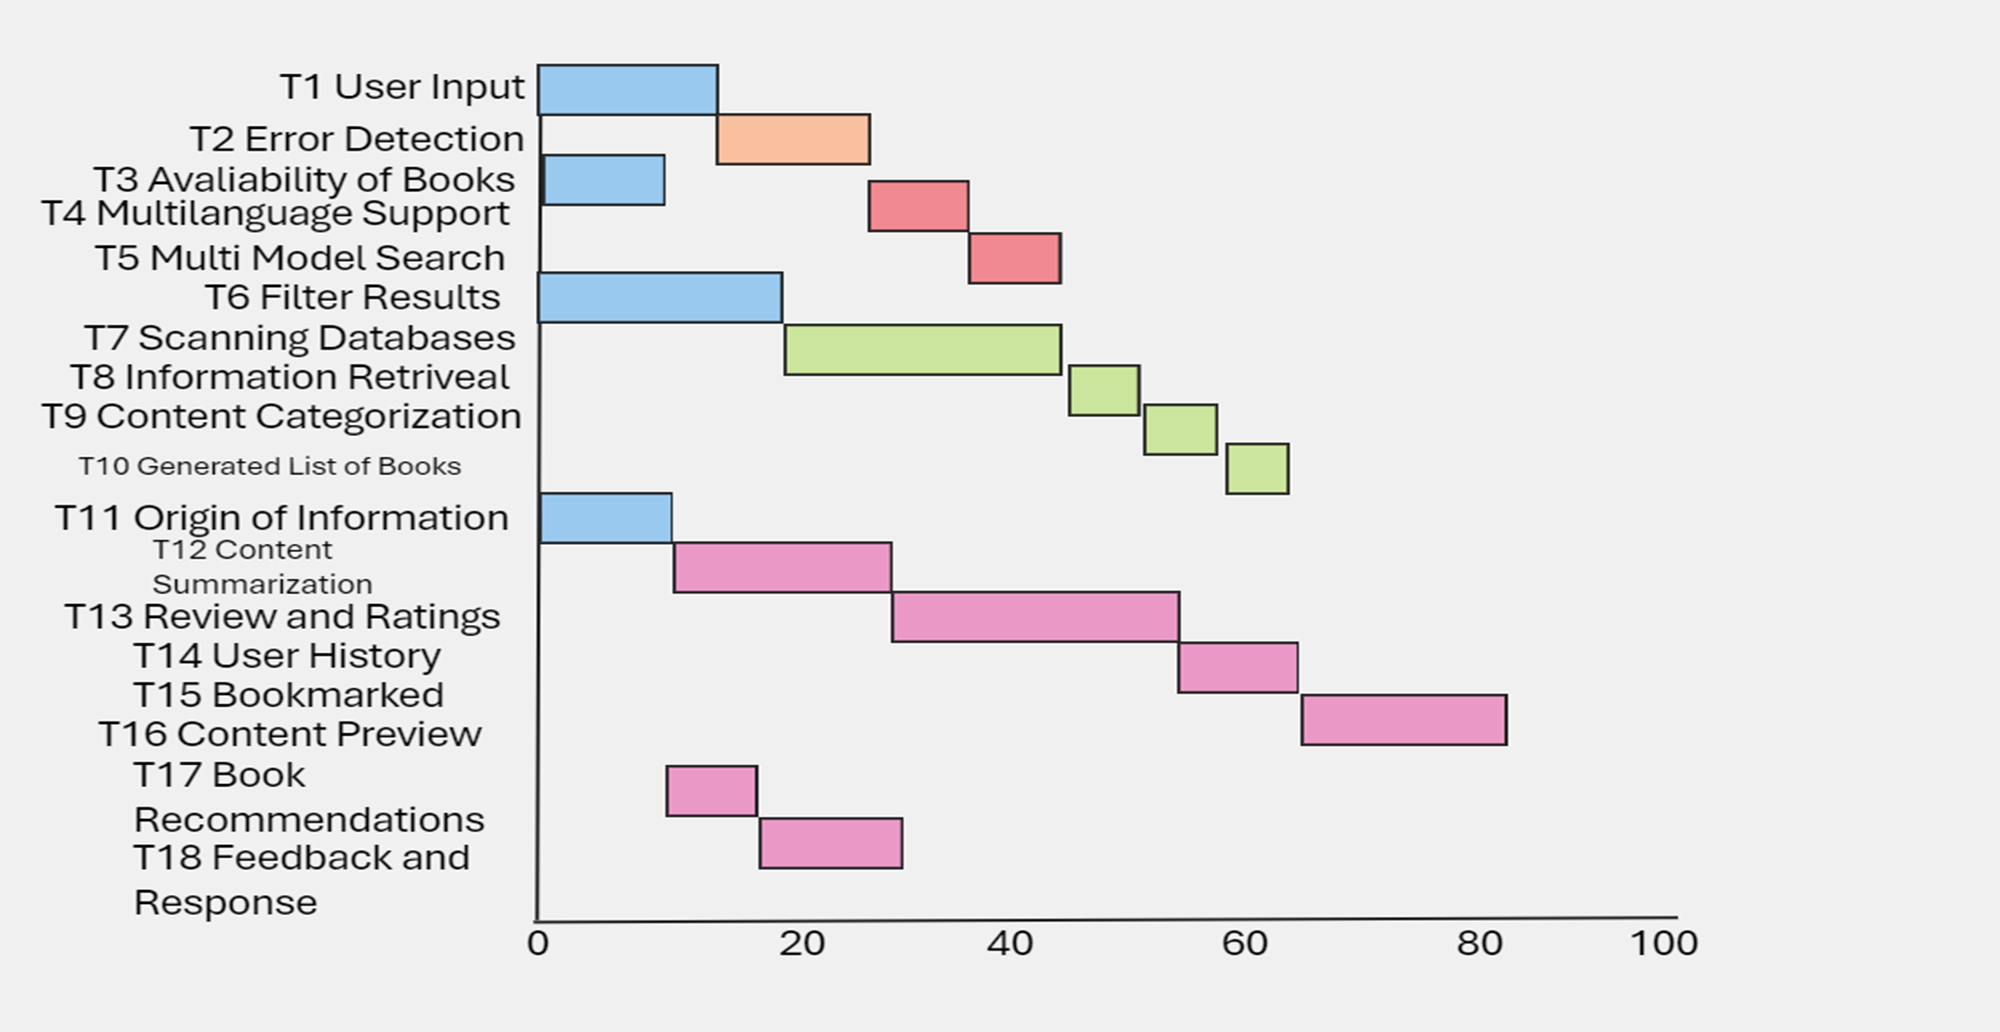 T1 User Input
T2 Error Detection
T3 Avaliability of Books
T4 Multilanguage Support
T5 Multi Model Search
T6 Filter Results
T7 Scanning Databases
T8 Information Retriveal
T9 Content Categorization
T10 Generated List of Books
T11 Origin of Information
T12 Content
Summarization
T13 Review and Ratings
T14 User History
T15 Bookmarked
T16 Content Preview
T17 Book
Recommendations
T18 Feedback and
Response
0 20 40 60 80 100